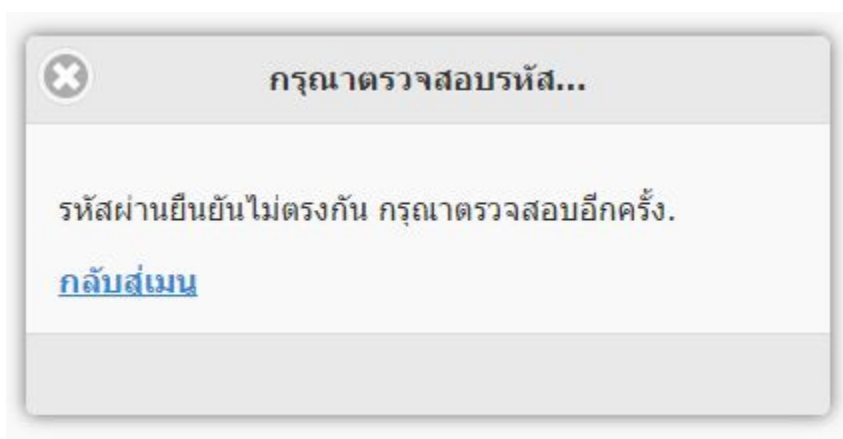 กรุณาตรวจสอบรหัส...
รหัสผ่านยืนยันไม่ตรงกัน กรุณาตรวจสอบอีกครั้ง.
กลับสู่เมนู